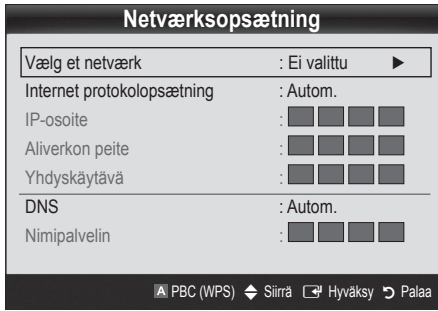 Netværksopsætning
Vælg et netværk : Ei valittu ▶
Internet protokolopsætning : Autom.
IP-osoite :
Aliverkon peite :
Yhdyskäytävä :
DNS : Autom.
Nimipalvelin :
A PBC (WPS) Siirrä Hyväksy Palaa